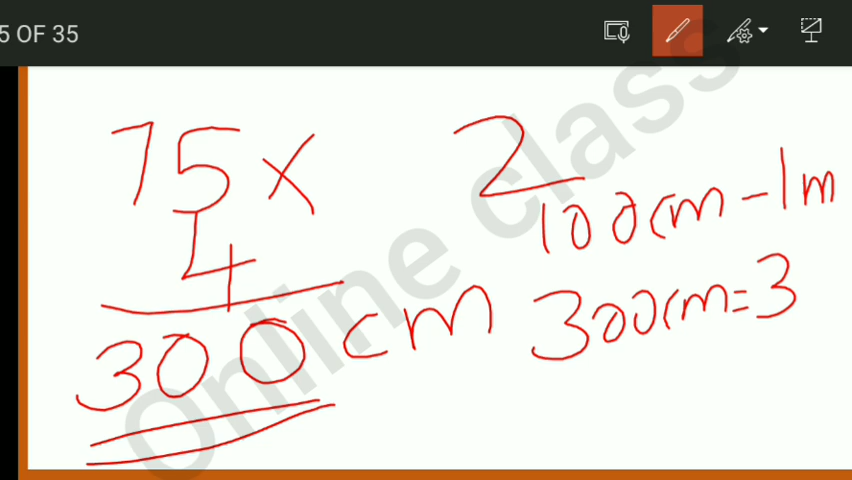 5 OF 35
75 ×
4
300 cm
2
100cm - 1m
300cm = 3
Online class